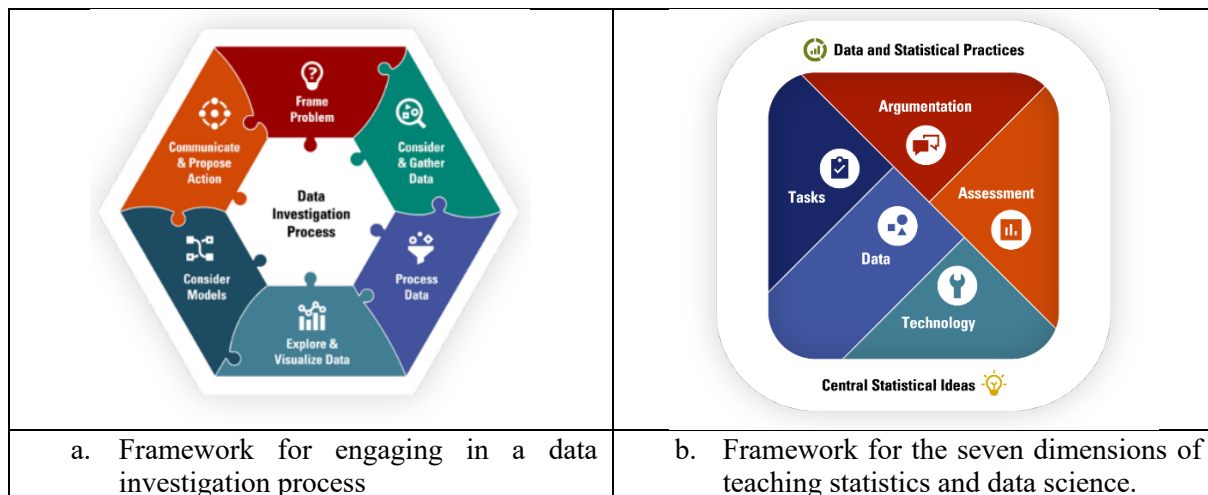 Frame
Problem
Consider
& Gather
Data
Process
Data
Explore &
Visualize Data
Consider
Models
Communicate
& Propose
Action
Data
Investigation
Process
Data and Statistical Practices
Argumentation
Tasks
Assessment
Data
Technology
Central Statistical Ideas
a. Framework for engaging in a data
investigation process
b. Framework for the seven dimensions of
teaching statistics and data science.